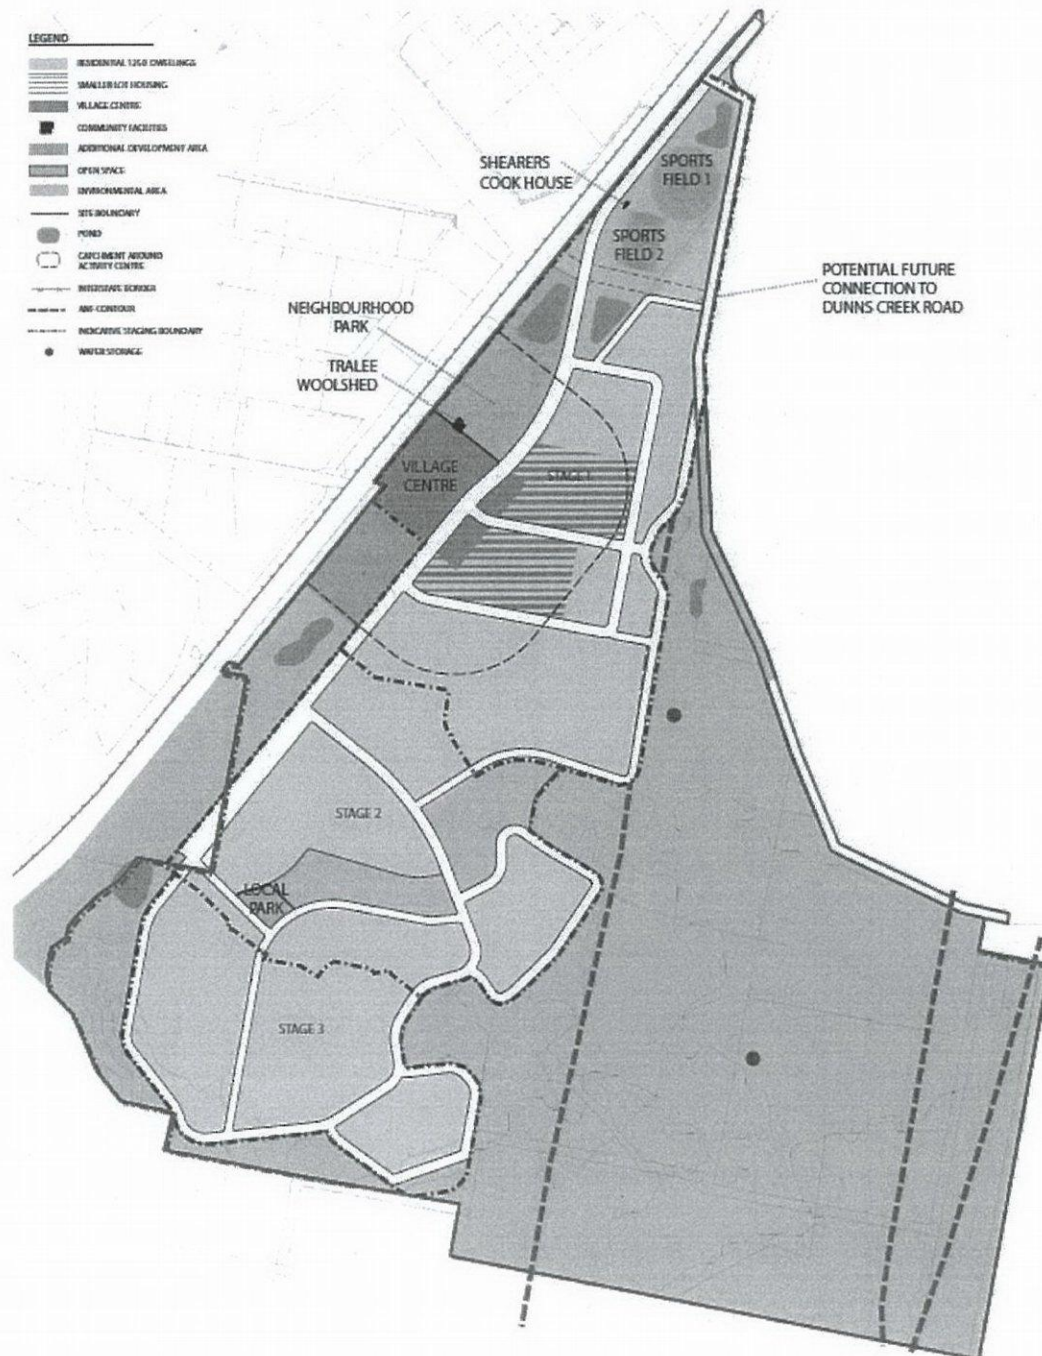 LEGEND
RESIDENTIAL 1250 DWELLINGS
SMALLER LOT HOUSING
VILLAGE CENTRE
COMMUNITY FACILITIES
ADDITIONAL DEVELOPMENT AREA
OPEN SPACE
ENVIRONMENTAL AREA
SITE BOUNDARY
POND
CATCHMENT AROUND
ACTIVITY CENTRE
INTERSTATE BORDER
ANEF CONTOUR
INDICATIVE STAGING BOUNDARY
WATER STORAGE
SHEARERS
COOK HOUSE
SPORTS
FIELD 1
SPORTS
FIELD 2
POTENTIAL FUTURE
CONNECTION TO
DUNNS CREEK ROAD
NEIGHBOURHOOD
PARK
TRALEE
WOOLSHED
VILLAGE
CENTRE
STAGE 1
STAGE 2
LOCAL
PARK
STAGE 3